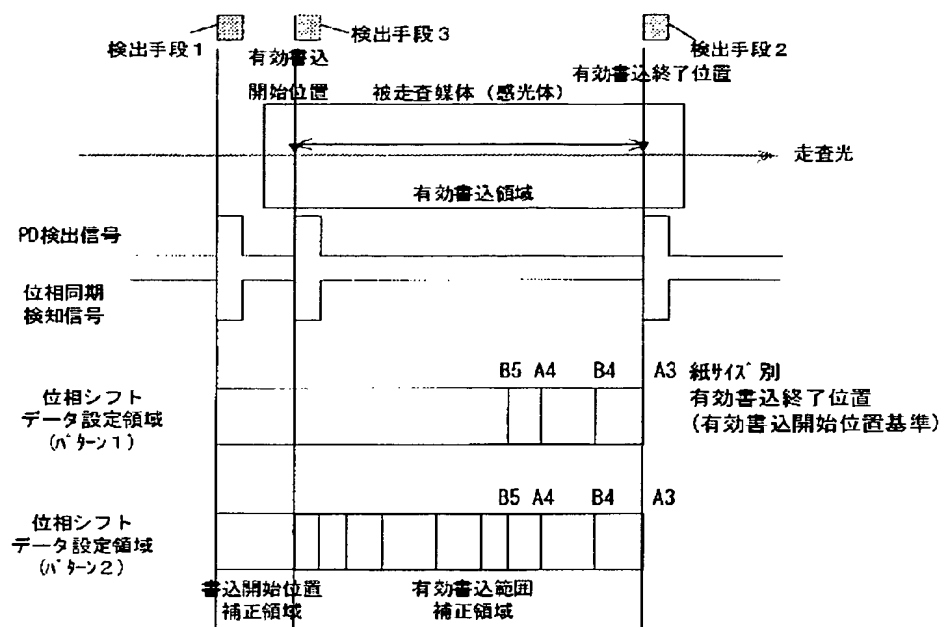 検出手段1
検出手段3
検出手段2
有効書込
開始位置
有効書込終了位置
被走査媒体（感光体）
走査光
有効書込領域
PD検出信号
位相同期
検知信号
B5 A4 B4 A3
紙ｻｲｽﾞ別
有効書込終了位置
(有効書込開始位置基準)
位相シフト
データ設定領域
(ﾊﾟﾀｰﾝ1)
B5 A4 B4 A3
位相シフト
データ設定領域
(ﾊﾟﾀｰﾝ2)
書込開始位置
補正領域
有効書込範囲
補正領域